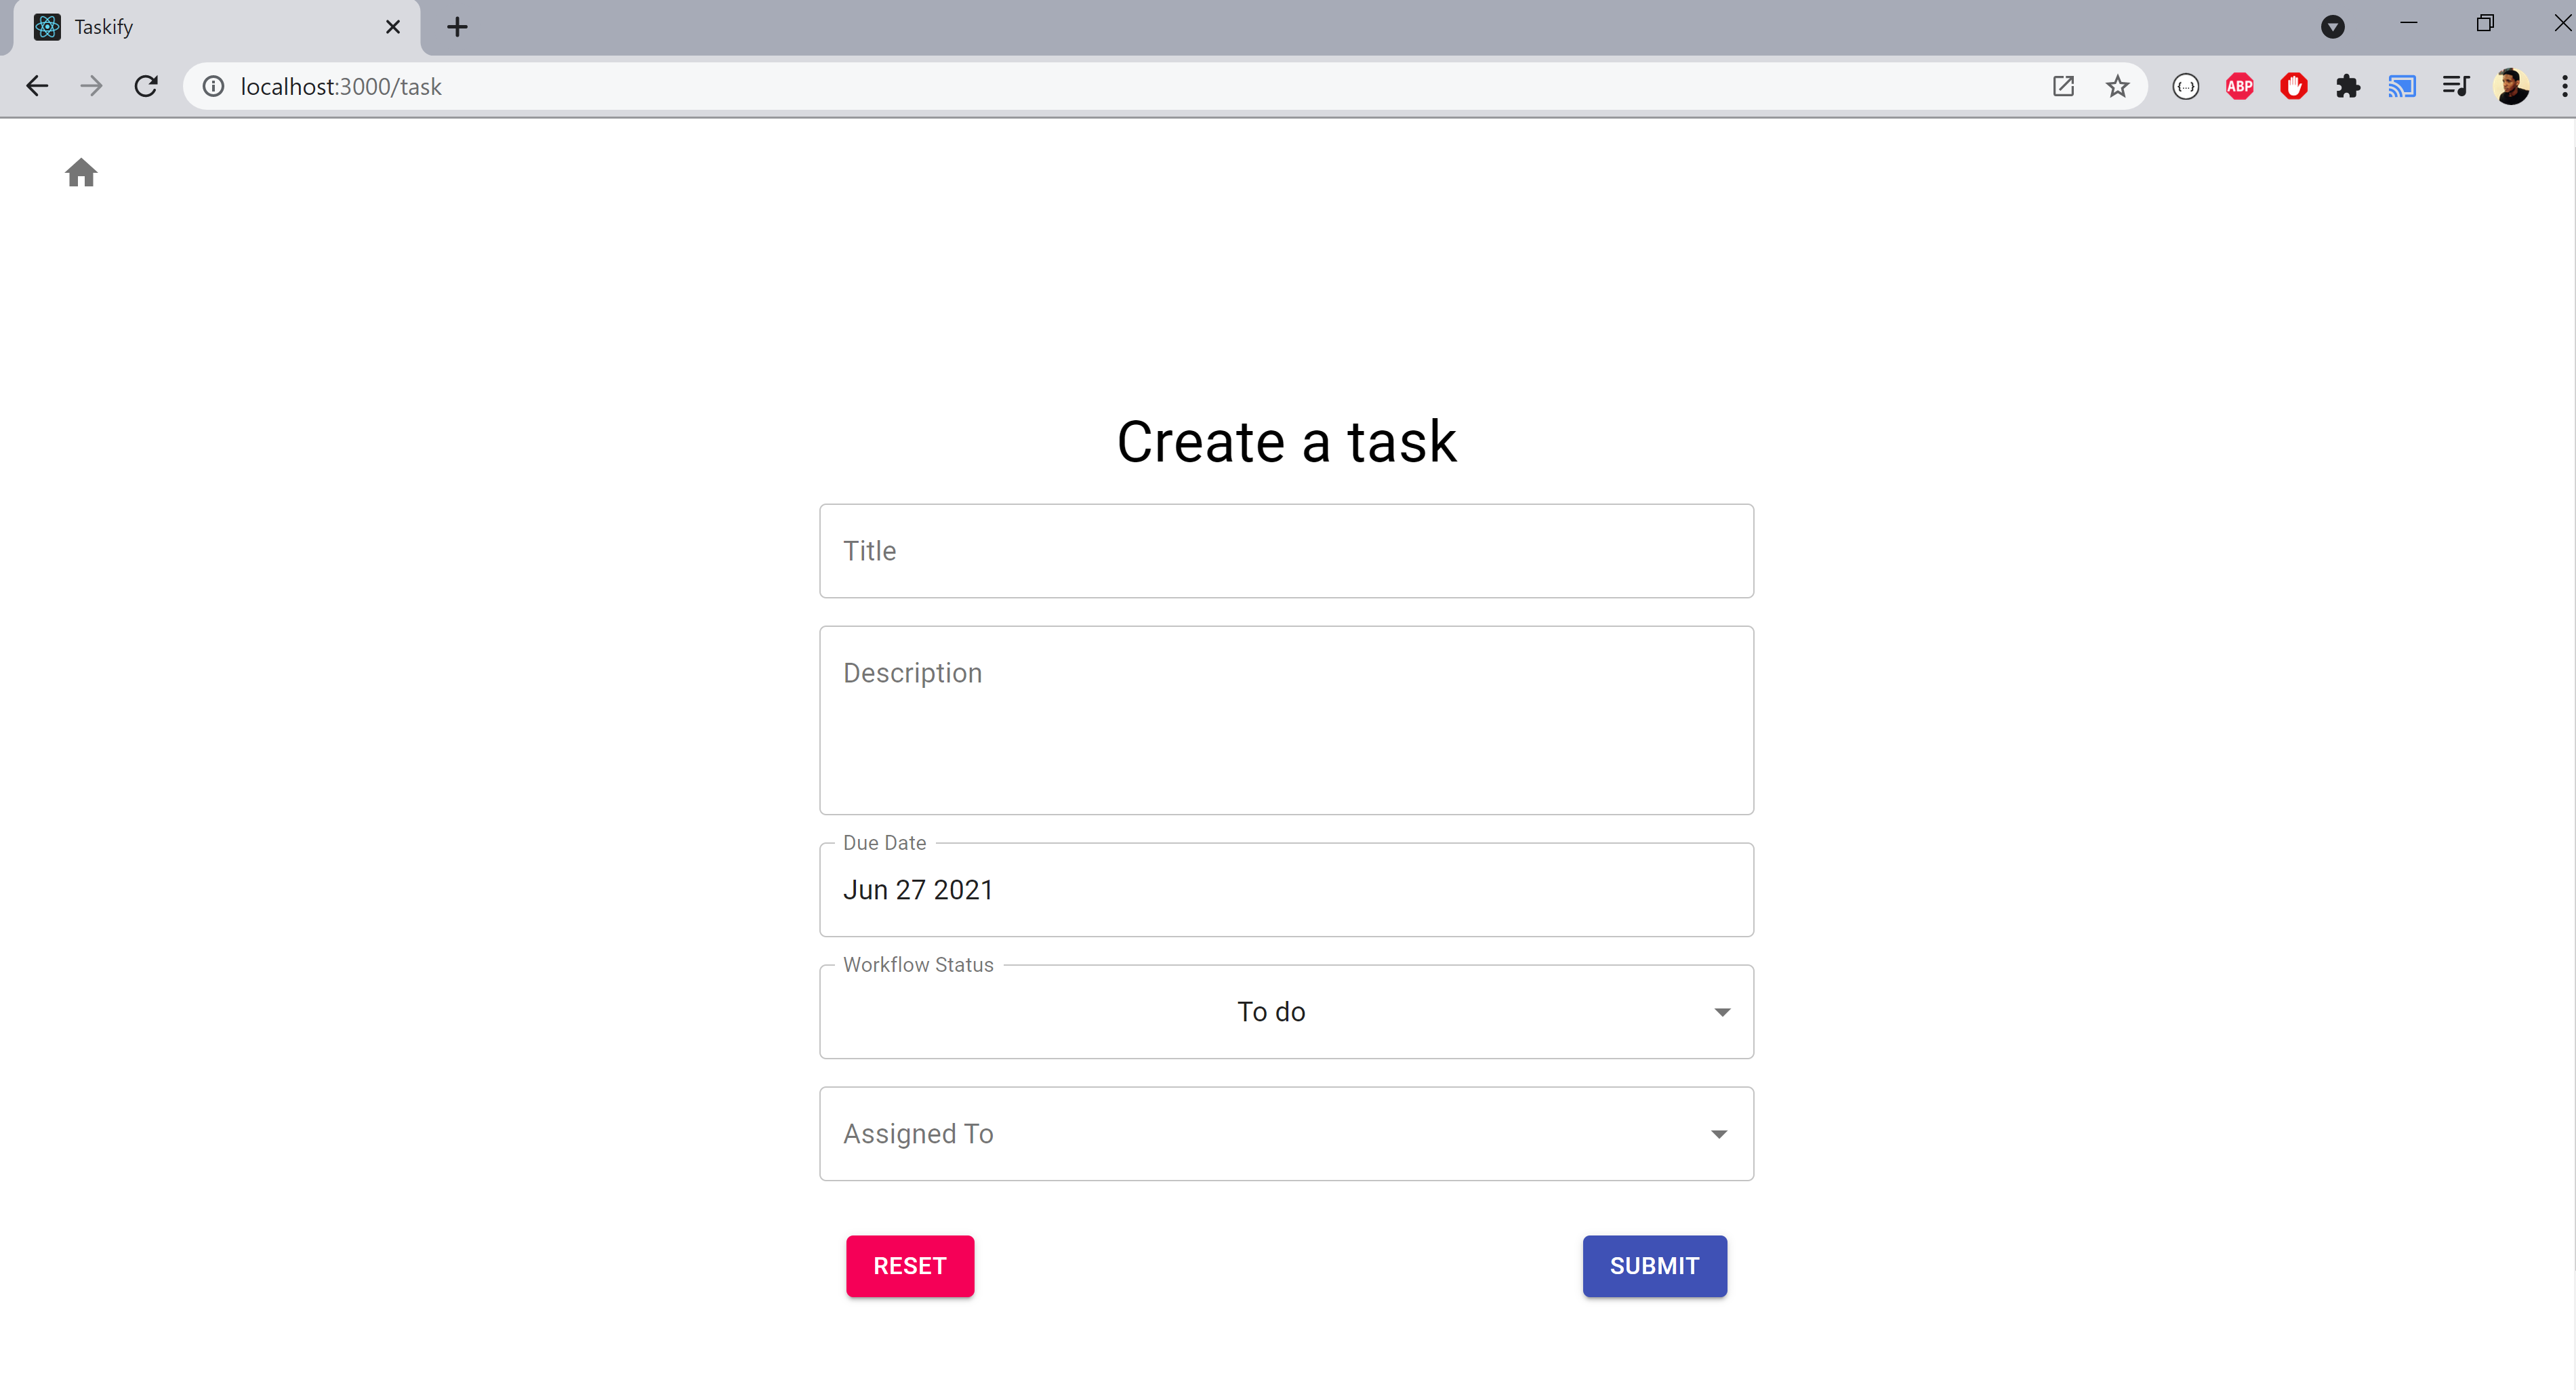 Taskify
localhost:3000/task
{...}
ABP
Create a task
Title
Description
Due Date
Jun 27 2021
Workflow Status
To do
Assigned To
RESET
SUBMIT